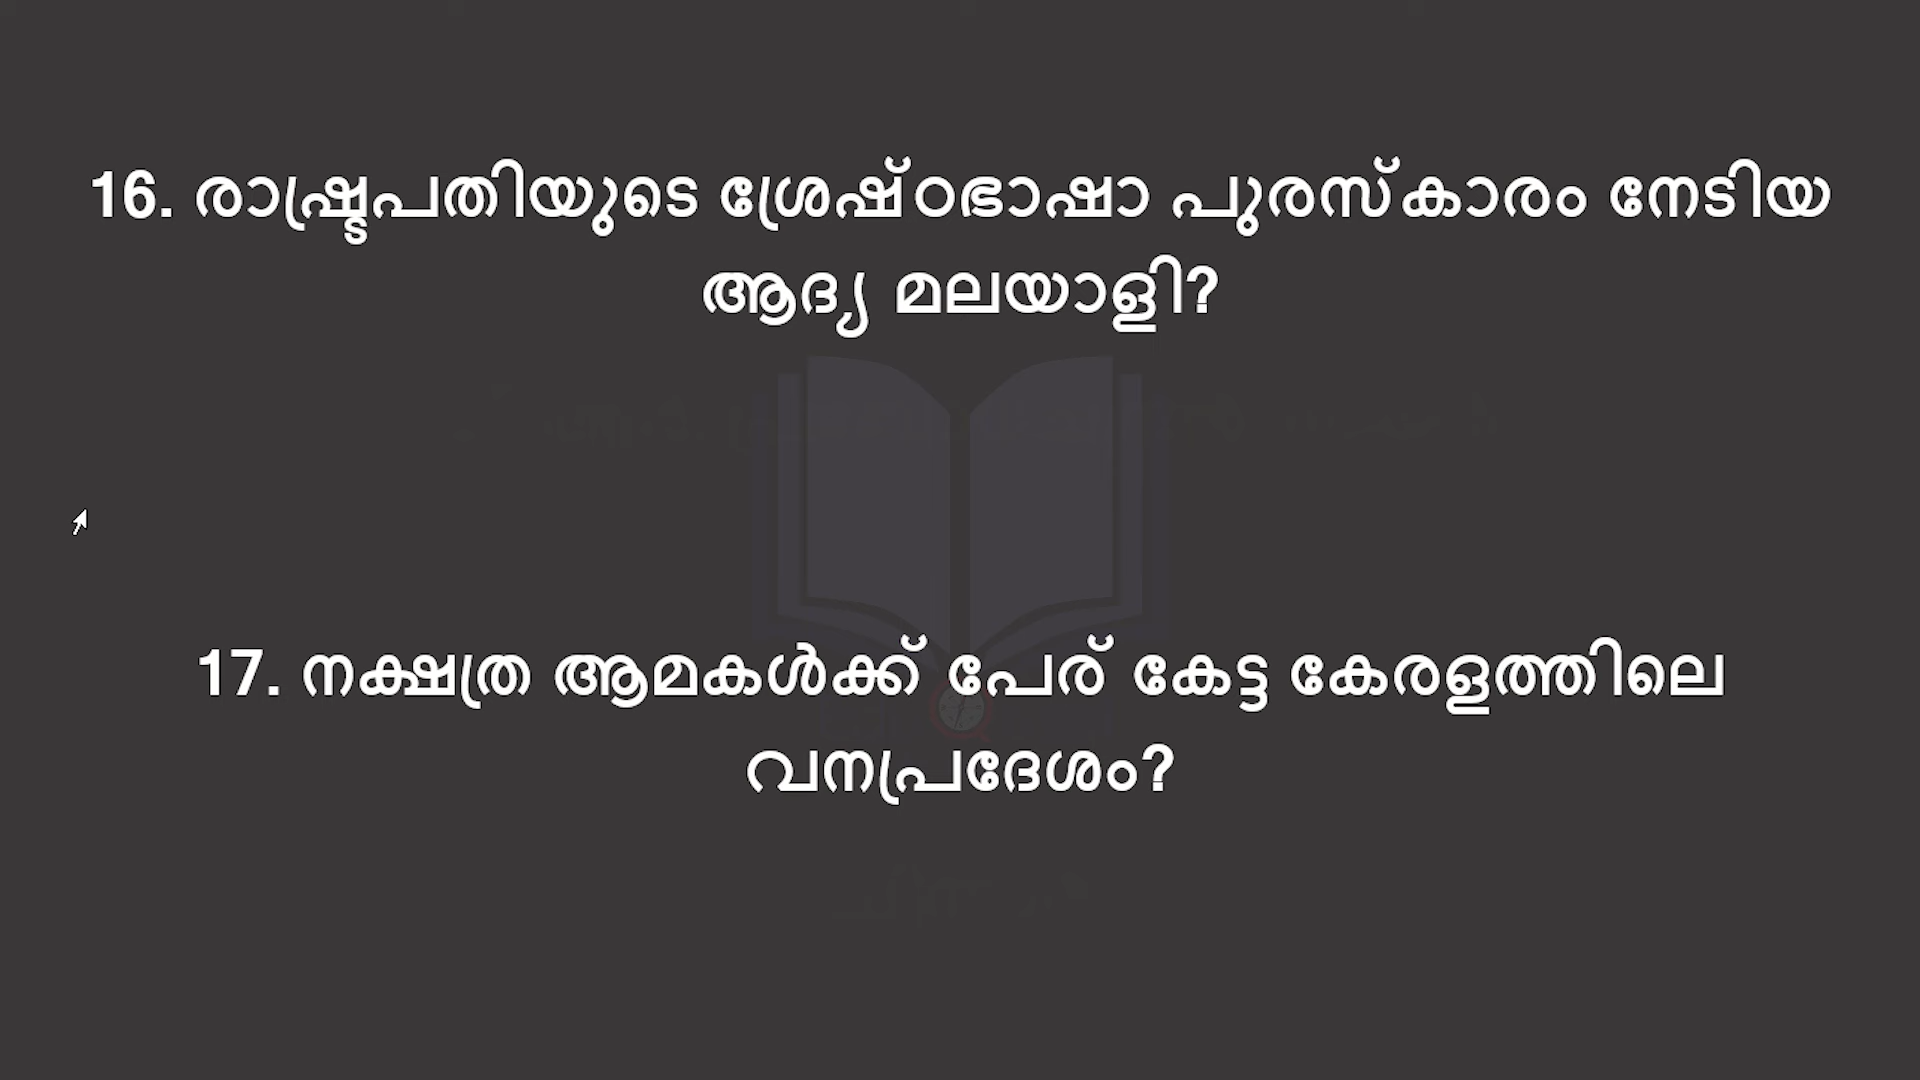 16. രാഷ്ട്രപതിയുടെ ശ്രേഷ്ഠഭാഷാ പുരസ്കാരം നേടിയ
ആദ്യ മലയാളി?
17. നക്ഷത്ര ആമകൾക്ക് പേര് കേട്ട കേരളത്തിലെ
വനപ്രദേശം?